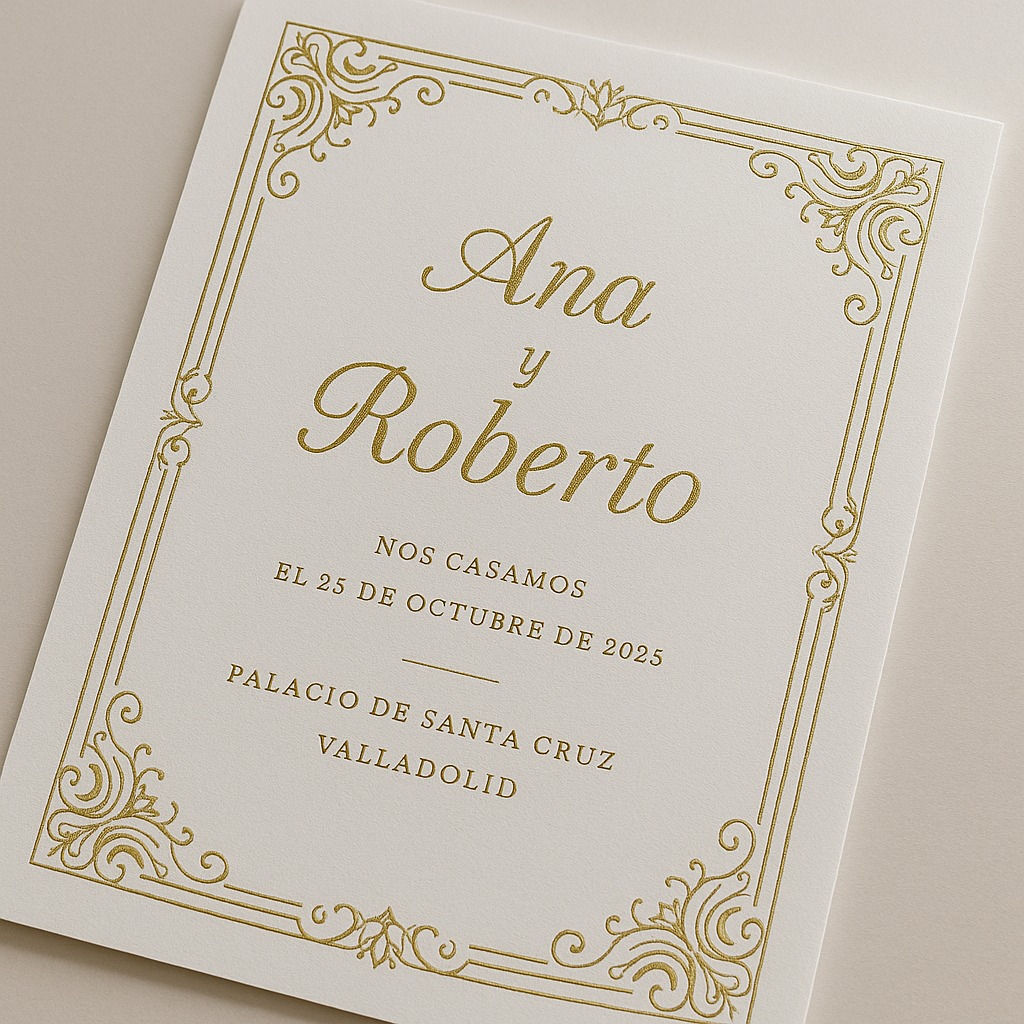 Ana
y
Roberto
NOS CASAMOS
EL 25 DE OCTUBRE DE 2025
PALACIO DE SANTA CRUZ
VALLADOLID